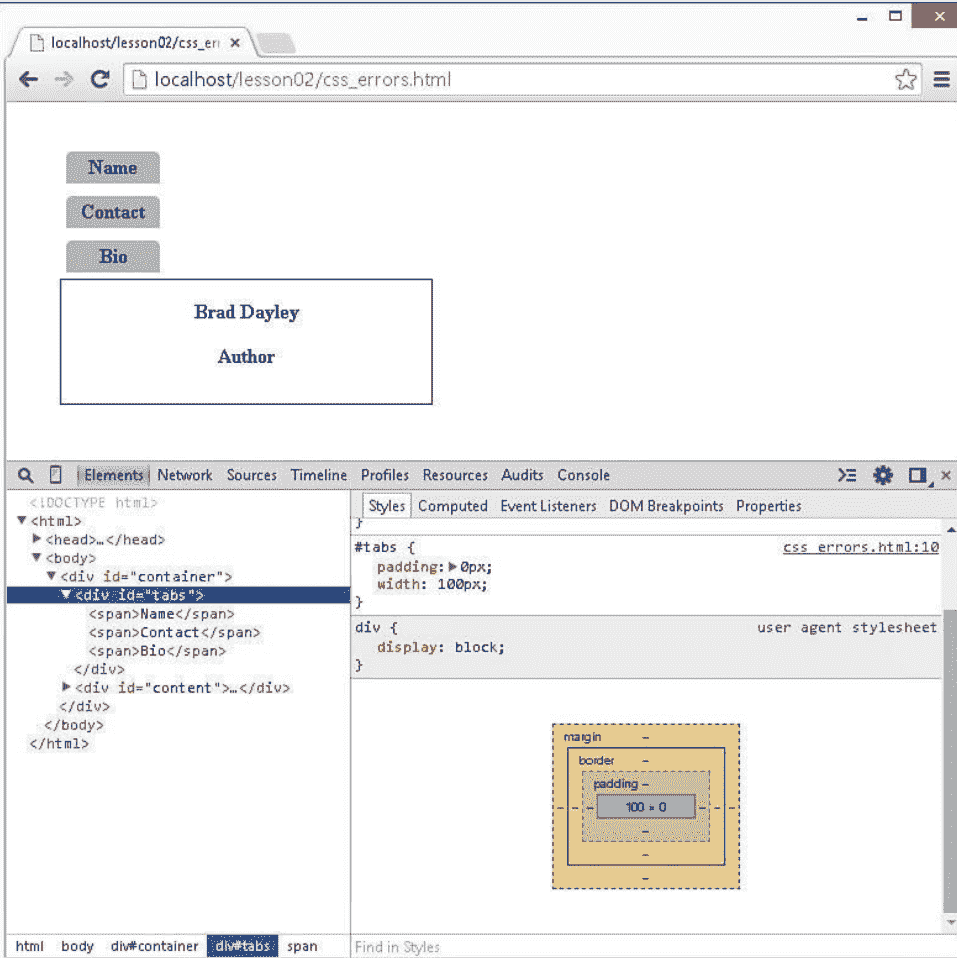 localhost/lesson02/css_er
localhost/lesson02/css_errors.html
Name
Contact
Bio
Brad Dayley
Author
Elements Network Sources Timeline Profiles Resources Audits Console
<!DOCTYPE html>
<html>
<head>…</head>
<body>
<div id="container">
<div id="tabs">
<span>Name</span>
<span>Contact</span>
<span>Bio</span>
</div>
<div id="content">…</div>
</div>
</body>
</html>
html body div#container div#tabs span
Styles Computed Event Listeners DOM Breakpoints Properties
}
#tabs { css_errors.html:10
padding: 0px;
width: 100px;
}
div { user agent stylesheet
display: block;
}
margin -
border -
padding -
- - - 100 × 0 - - -
-
-
-
Find in Styles